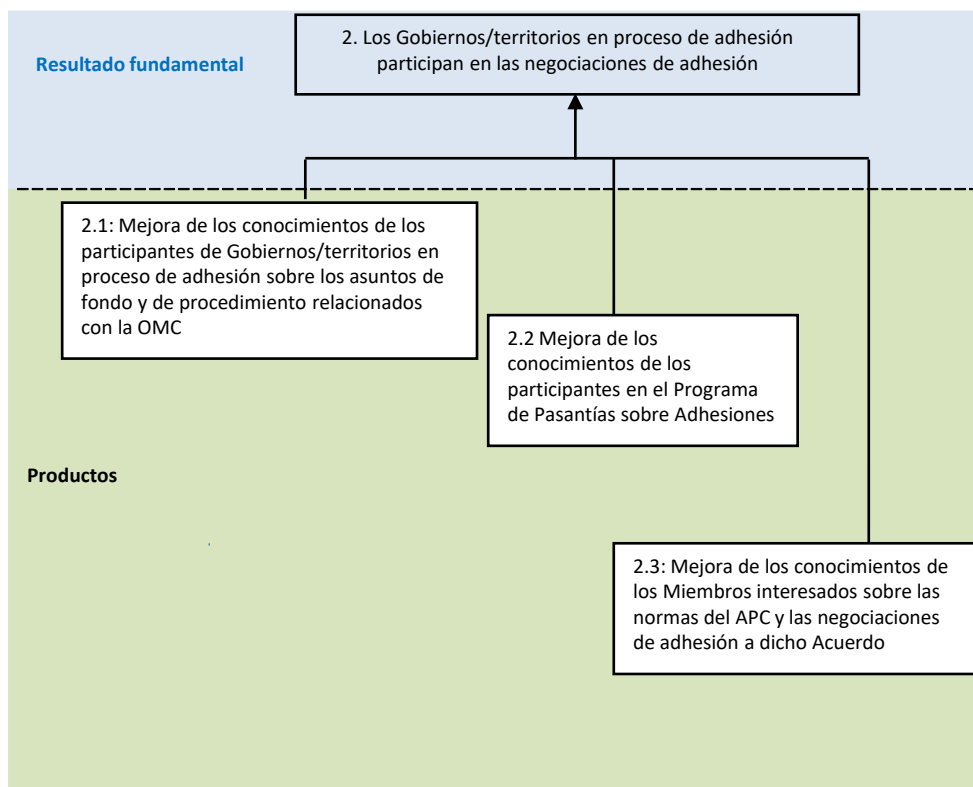 2. Los Gobiernos/territorios en proceso de adhesión
participan en las negociaciones de adhesión
Resultado fundamental
2.1: Mejora de los conocimientos de los
participantes de Gobiernos/territorios en
proceso de adhesión sobre los asuntos de
fondo y de procedimiento relacionados
con la OMC
2.2 Mejora de los
conocimientos de los
participantes en el Programa
de Pasantías sobre Adhesiones
Productos
2.3: Mejora de los conocimientos de
los Miembros interesados sobre las
normas del APC y las negociaciones
de adhesión a dicho Acuerdo